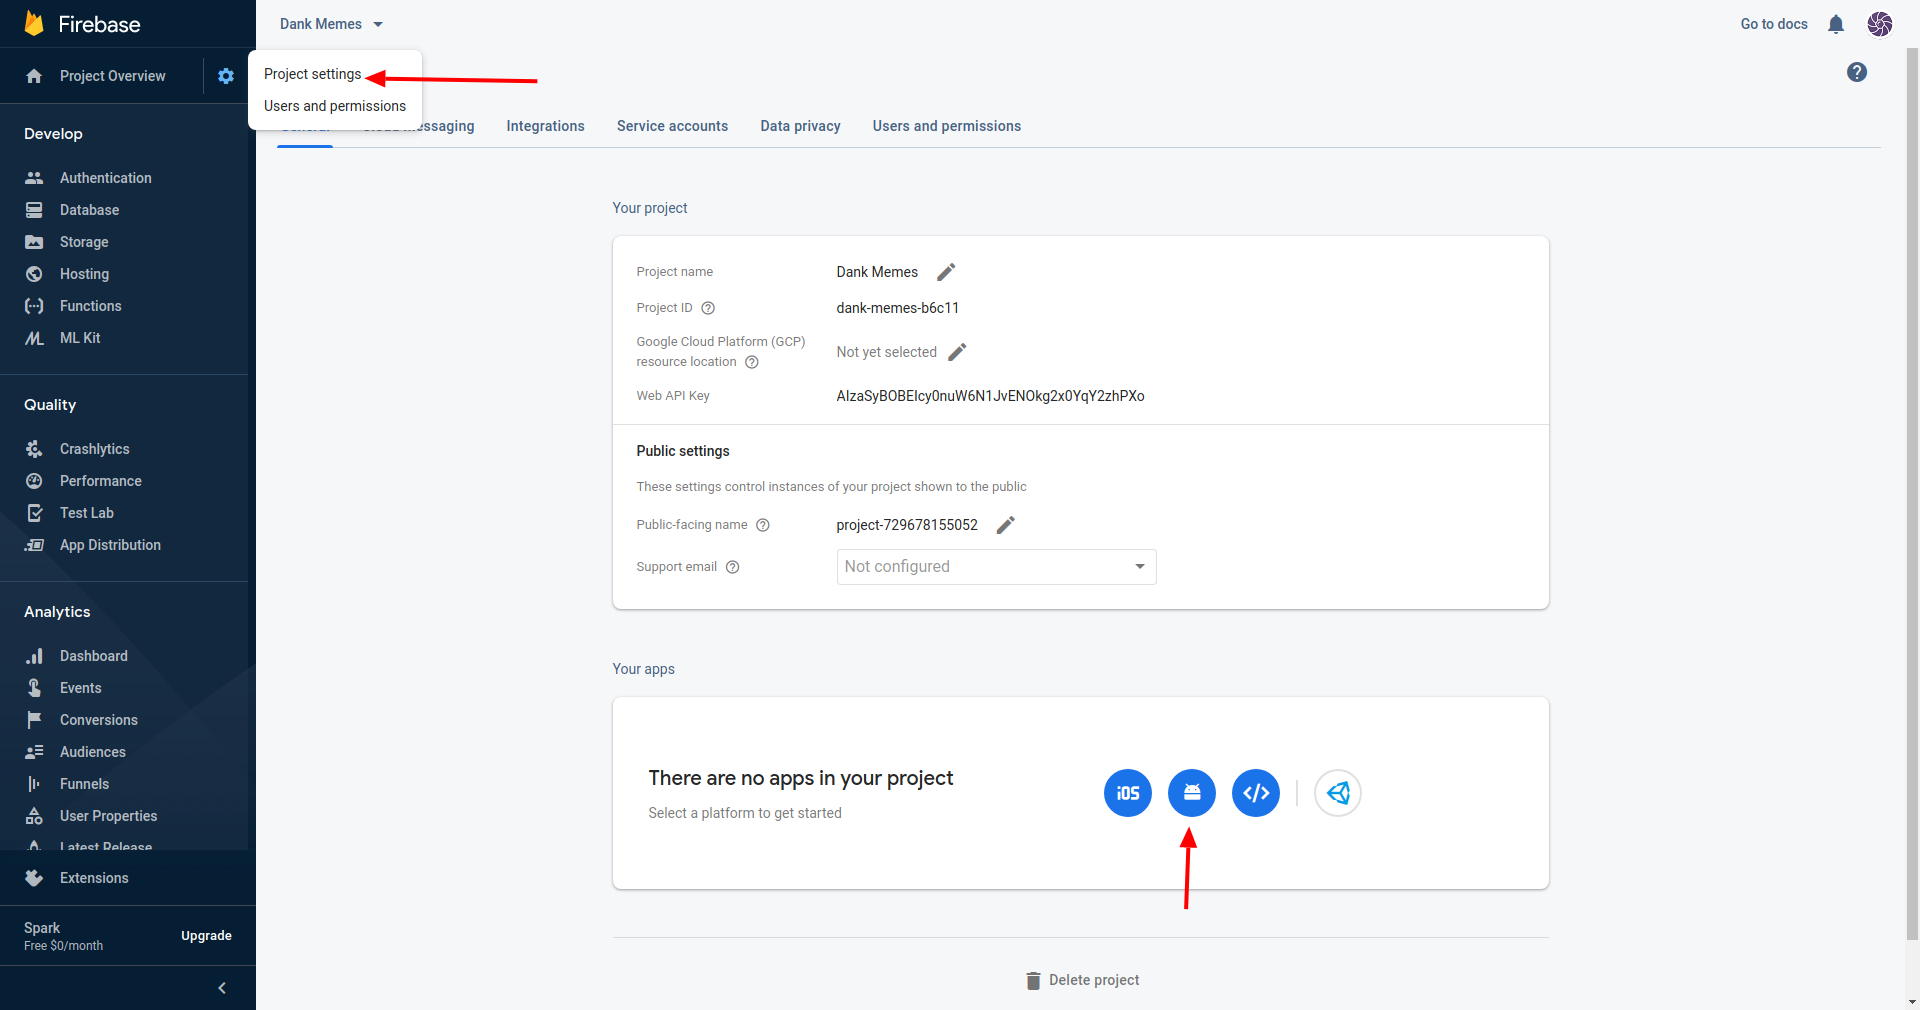 Firebase
Dank Memes
Go to docs
Project Overview
Project settings
Users and permissions
General
Cloud Messaging
Integrations
Service accounts
Data privacy
Users and permissions
Develop
Authentication
Database
Storage
Hosting
Functions
ML Kit
Quality
Crashlytics
Performance
Test Lab
App Distribution
Analytics
Dashboard
Events
Conversions
Audiences
Funnels
User Properties
Latest Release
Extensions
Spark
Free $0/month
Upgrade
Your project
Project name
Dank Memes
Project ID
dank-memes-b6c11
Google Cloud Platform (GCP)
resource location
Not yet selected
Web API Key
AIzaSyBOBEIcy0nuW6N1JvENOkg2x0YqY2zhPXo
Public settings
These settings control instances of your project shown to the public
Public-facing name
project-729678155052
Support email
Not configured
Your apps
There are no apps in your project
Select a platform to get started
iOS
Delete project